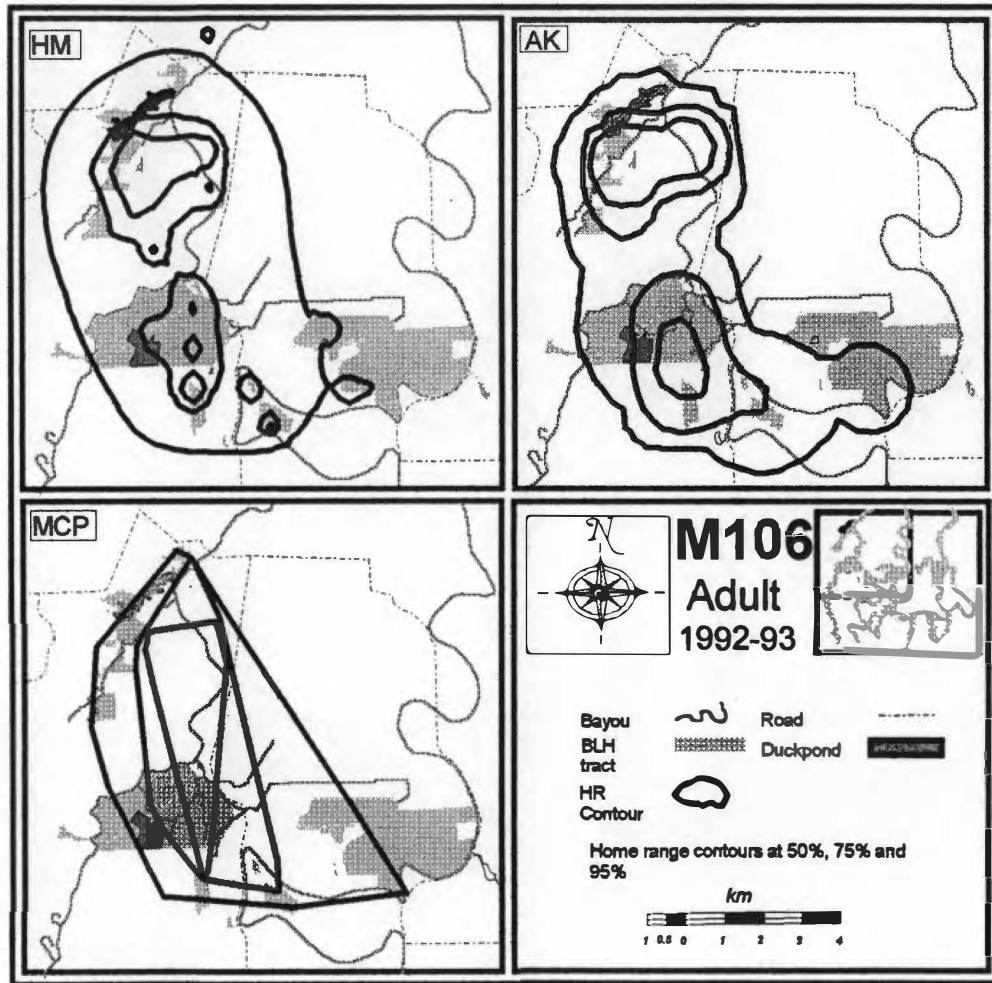 HM
AK
MCP
N
M106
Adult
1992-93
Bayou
Road
BLH
tract
Duckpond
HR
Contour
Home range contours at 50%, 75% and
95%
km
1 0.5 0 1 2 3 4